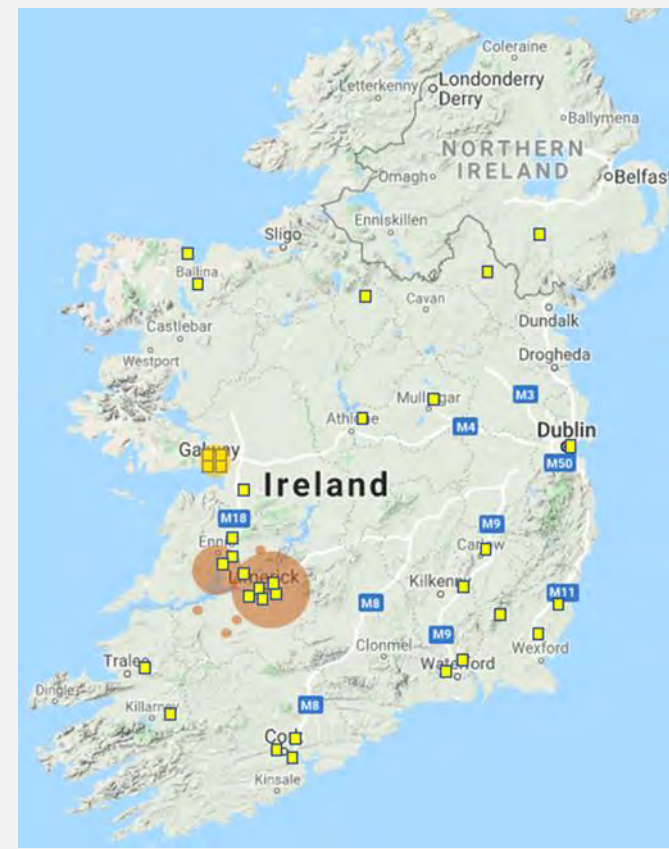 Coleraine
Letterkenny
Londonderry
Derry
Ballymena
NORTHERN
IRELAND
Omagh
Belfast
Enniskillen
Sligo
Ballina
Cavan
Dundalk
Castlebar
Westport
Drogheda
M3
Mullingar
Athlone
M4
Dublin
Galway
M50
Ireland
M18
M9
Ennis
Carlow
Limerick
Kilkenny
M11
M8
M9
Clonmel
Wexford
Tralee
Waterford
Dingle
Killarney
M8
Cork
Kinsale